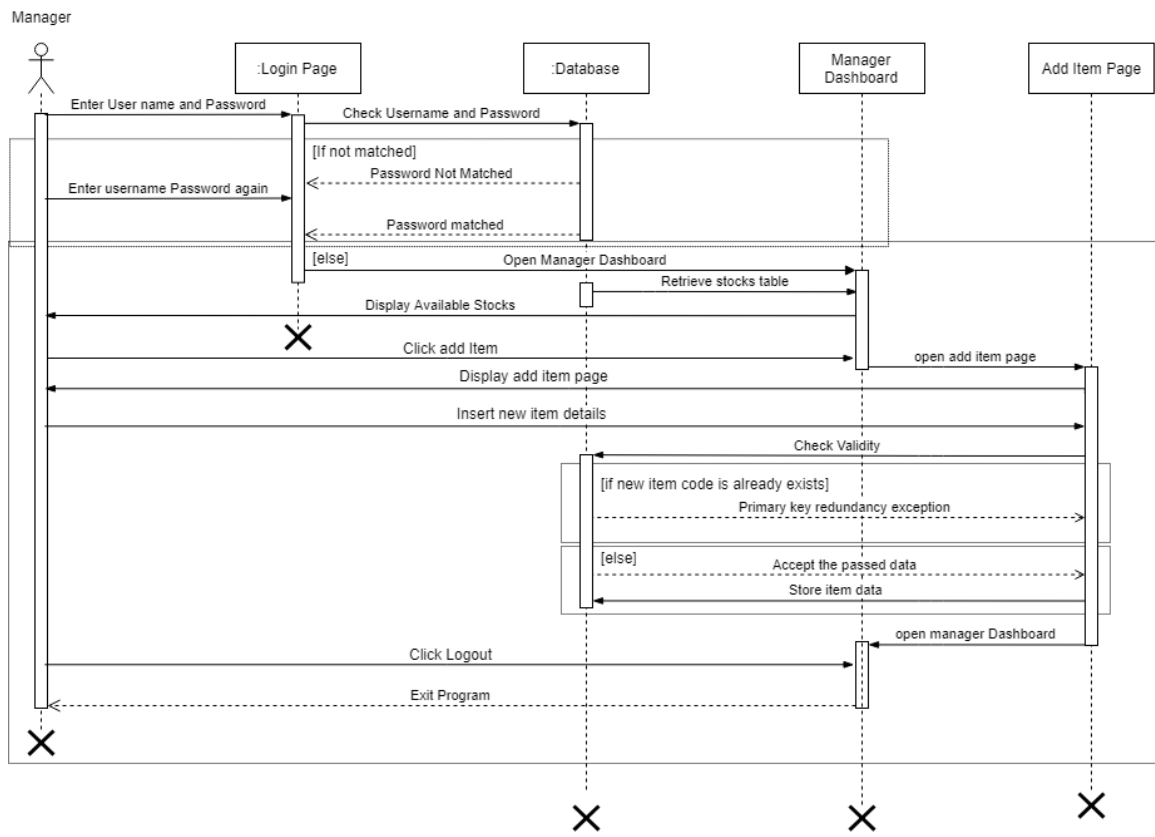 Manager
:Login Page
:Database
Manager
Dashboard
Add Item Page
Enter User name and Password
Check Username and Password
[If not matched]
Password Not Matched
Enter username Password again
Password matched
[else]
Open Manager Dashboard
Retrieve stocks table
Display Available Stocks
Click add Item
open add item page
Display add item page
Insert new item details
Check Validity
[if new item code is already exists]
Primary key redundancy exception
[else]
Accept the passed data
Store item data
open manager Dashboard
Click Logout
Exit Program